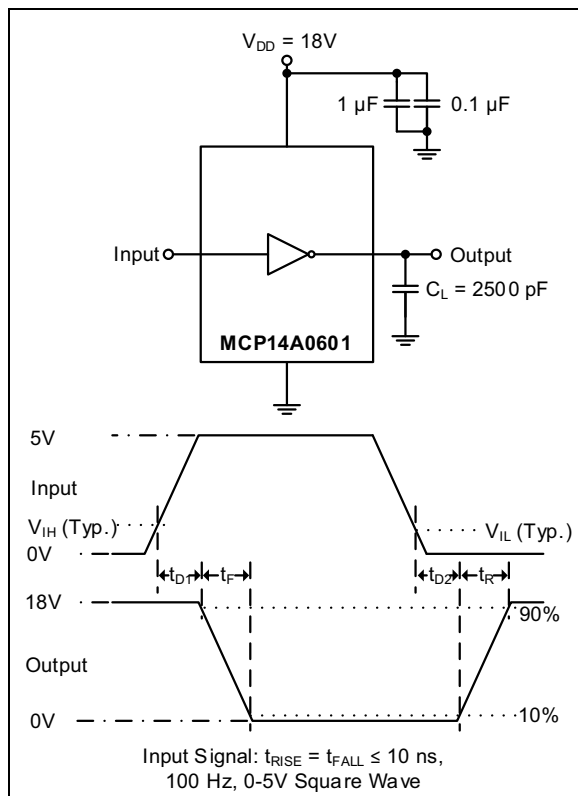 V_DD = 18V
1 µF 0.1 µF
Input Output
C_L = 2500 pF
MCP14A0601
5V
Input
V_IH (Typ.) V_IL (Typ.)
0V
t_D1 t_F t_D2 t_R
18V 90%
Output
0V 10%
Input Signal: t_RISE = t_FALL ≤ 10 ns,
100 Hz, 0-5V Square Wave